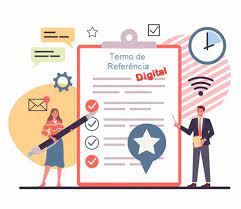 Termo de
Referência
Digital